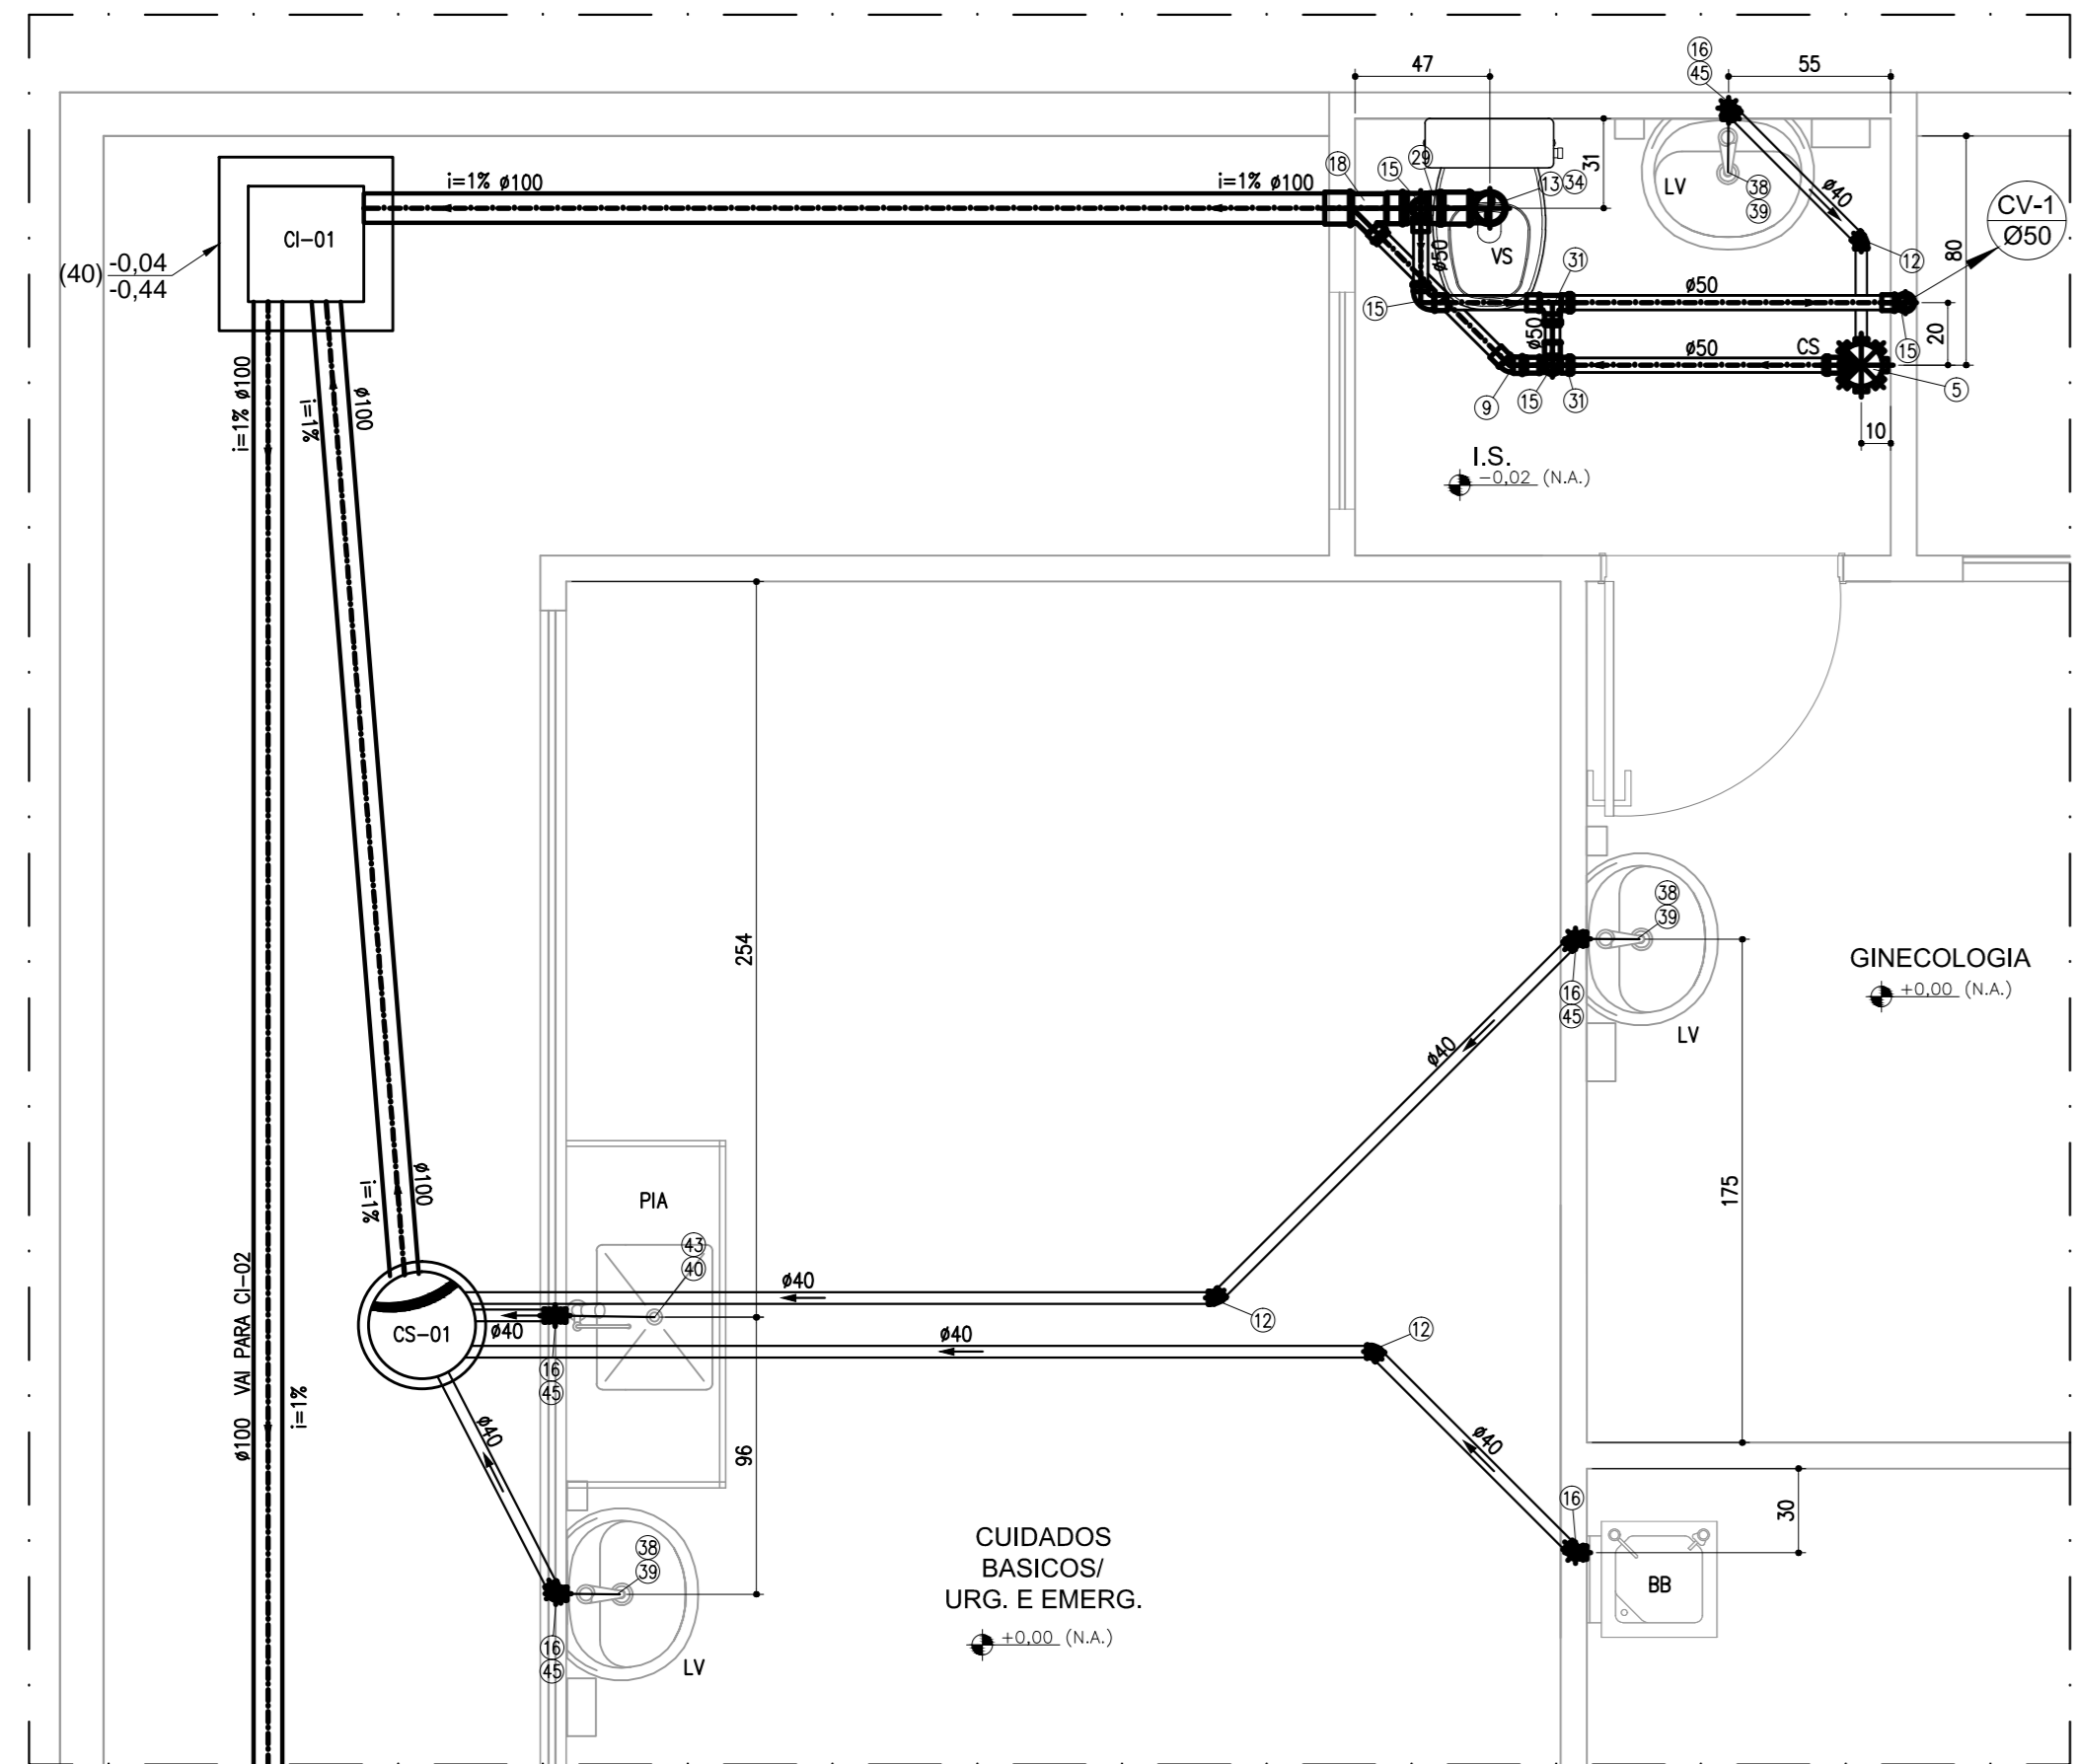 16
45
47
55
i=1% ø100
i=1% ø100
18
15
29
13
34
31
LV
38
39
ø40
CV-1
Ø50
CI-01
(40)
-0,04
-0,44
ø50
VS
31
12
80
15
ø50
ø50
ø50
CS
20
15
9
15
31
5
10
I.S.
-0,02 (N.A.)
i=1% ø100
i=1%
ø100
254
38
39
GINECOLOGIA
+0,00 (N.A.)
16
45
LV
ø40
175
i=1%
ø100
PIA
43
40
ø40
12
ø40
12
CS-01
ø40
16
45
ø100 VAI PARA CI-02
i=1%
ø40
96
ø40
16
30
BB
CUIDADOS
BASICOS/
URG. E EMERG.
+0,00 (N.A.)
38
39
16
45
LV